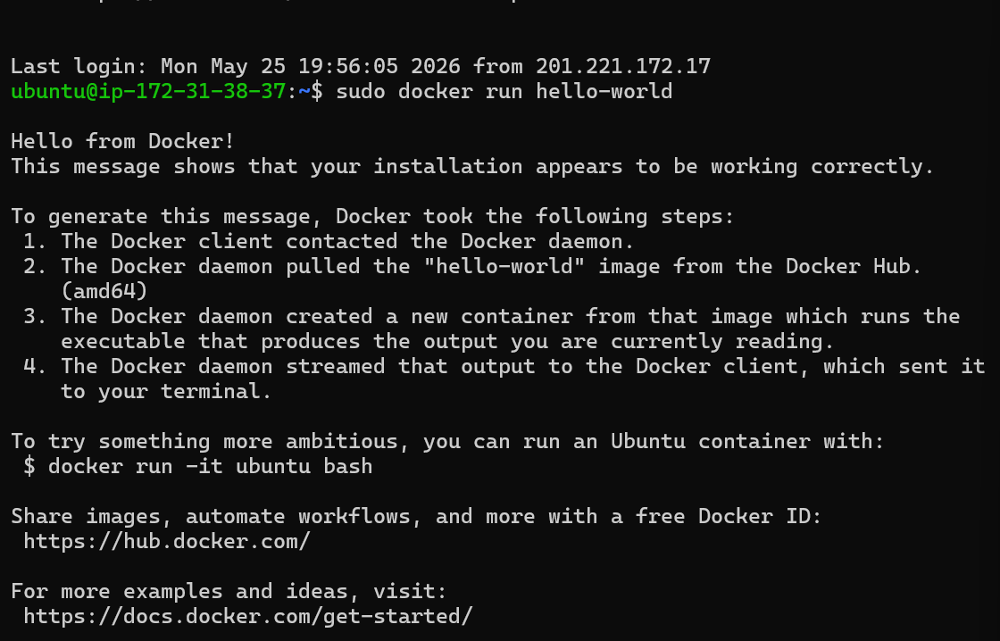 Last login: Mon May 25 19:56:05 2026 from 201.221.172.17
ubuntu@ip-172-31-38-37:~$ sudo docker run hello-world
Hello from Docker!
This message shows that your installation appears to be working correctly.
To generate this message, Docker took the following steps:
1. The Docker client contacted the Docker daemon.
2. The Docker daemon pulled the "hello-world" image from the Docker Hub.
(amd64)
3. The Docker daemon created a new container from that image which runs the
executable that produces the output you are currently reading.
4. The Docker daemon streamed that output to the Docker client, which sent it
to your terminal.
To try something more ambitious, you can run an Ubuntu container with:
$ docker run -it ubuntu bash
Share images, automate workflows, and more with a free Docker ID:
https://hub.docker.com/
For more examples and ideas, visit:
https://docs.docker.com/get-started/